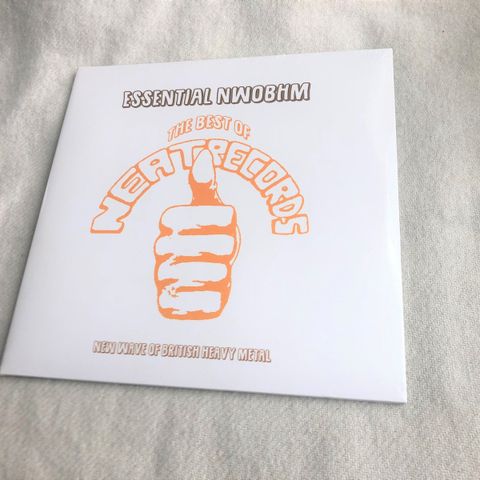 ESSENTIAL NWOBHM
THE BEST OF
NEAT RECORDS
NEW WAVE OF BRITISH HEAVY METAL